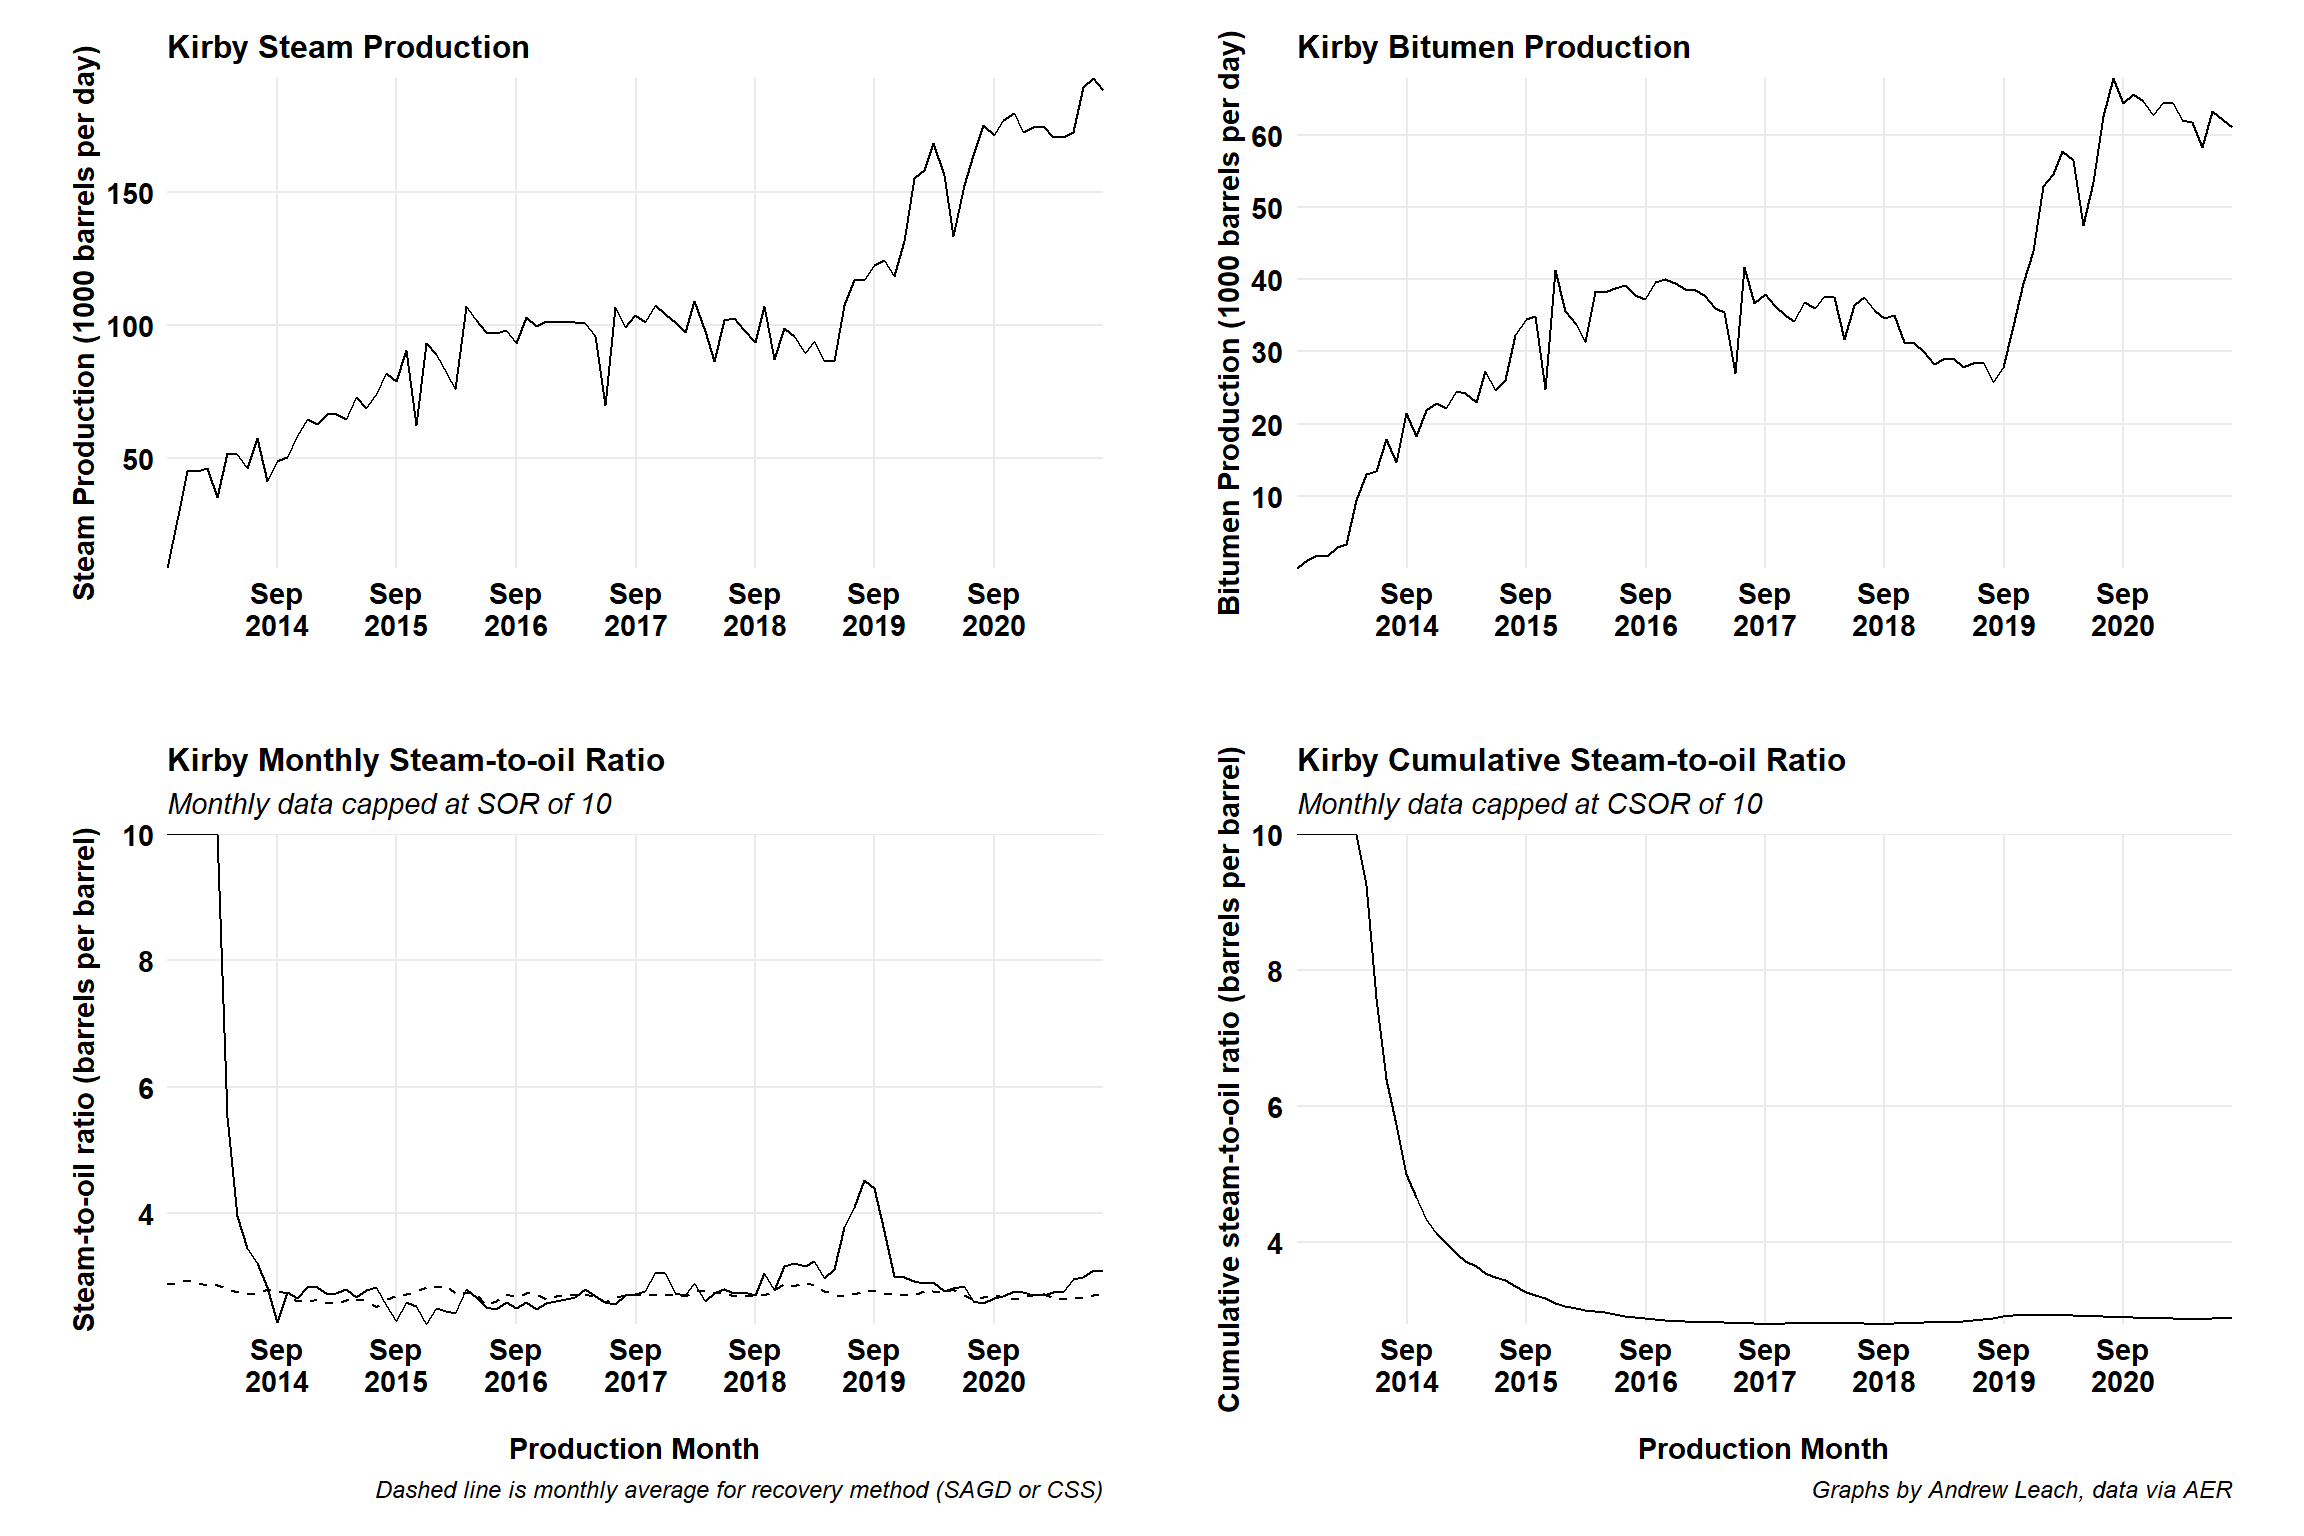 Kirby Steam Production
Steam Production (1000 barrels per day)
150
100
50
Sep
2014
Sep
2015
Sep
2016
Sep
2017
Sep
2018
Sep
2019
Sep
2020
Kirby Bitumen Production
Bitumen Production (1000 barrels per day)
60
50
40
30
20
10
Sep
2014
Sep
2015
Sep
2016
Sep
2017
Sep
2018
Sep
2019
Sep
2020
Kirby Monthly Steam-to-oil Ratio
Monthly data capped at SOR of 10
Steam-to-oil ratio (barrels per barrel)
10
8
6
4
Sep
2014
Sep
2015
Sep
2016
Sep
2017
Sep
2018
Sep
2019
Sep
2020
Production Month
Dashed line is monthly average for recovery method (SAGD or CSS)
Kirby Cumulative Steam-to-oil Ratio
Monthly data capped at CSOR of 10
Cumulative steam-to-oil ratio (barrels per barrel)
10
8
6
4
Sep
2014
Sep
2015
Sep
2016
Sep
2017
Sep
2018
Sep
2019
Sep
2020
Production Month
Graphs by Andrew Leach, data via AER